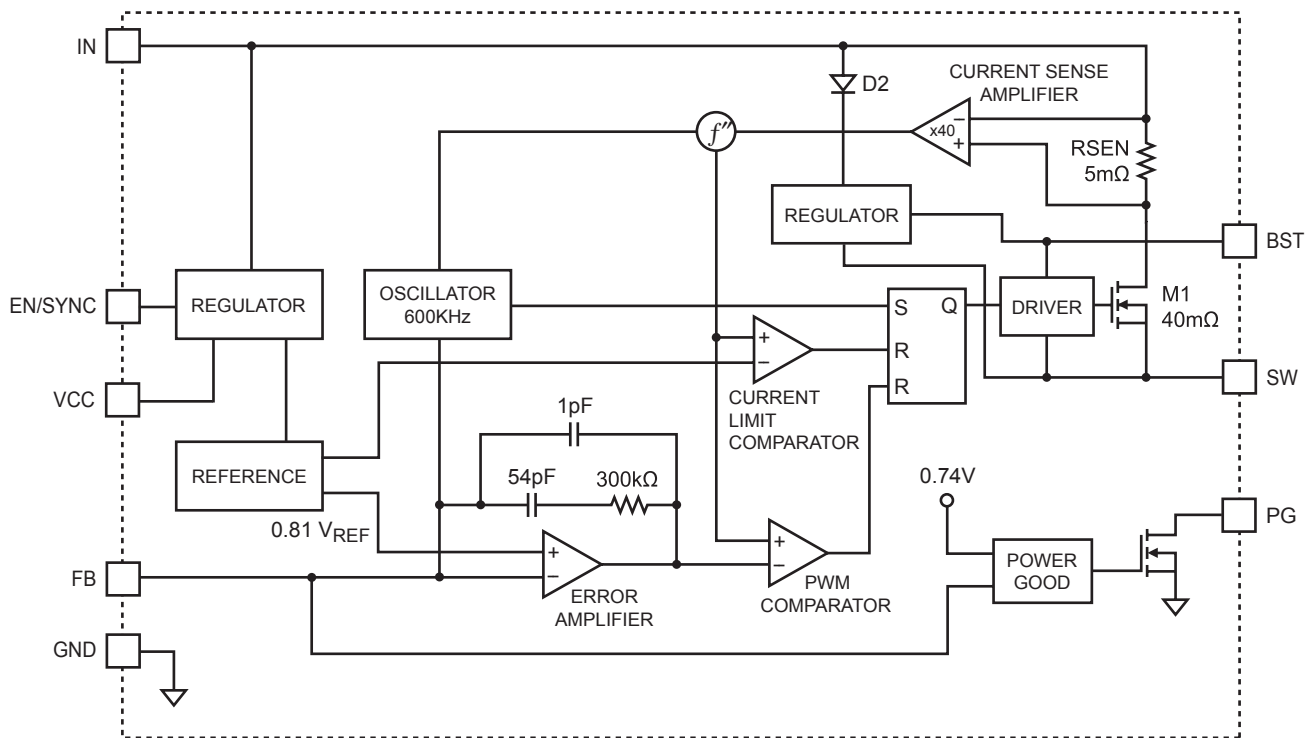 IN
D2
CURRENT SENSE
AMPLIFIER
x40
−
+
f″
RSEN
5mΩ
REGULATOR
BST
EN/SYNC
REGULATOR
OSCILLATOR
600KHz
S
Q
R
R
DRIVER
M1
40mΩ
+
−
VCC
CURRENT
LIMIT
COMPARATOR
SW
1pF
REFERENCE
54pF
300kΩ
0.74V
0.81 VREF
PG
+
−
+
−
POWER
GOOD
FB
ERROR
AMPLIFIER
PWM
COMPARATOR
GND